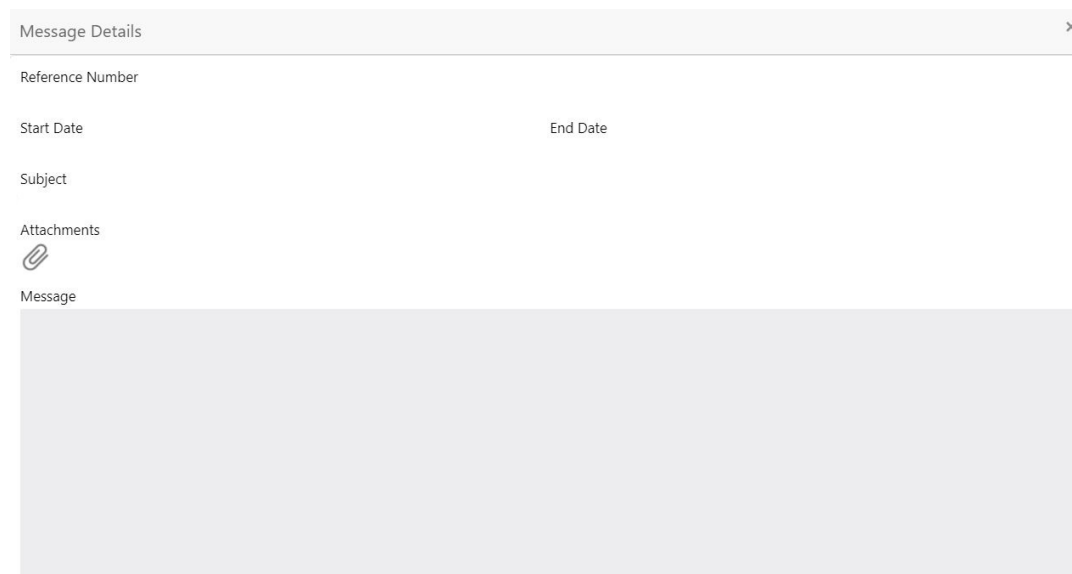 Message Details
Reference Number
Start Date End Date
Subject
Attachments
Message